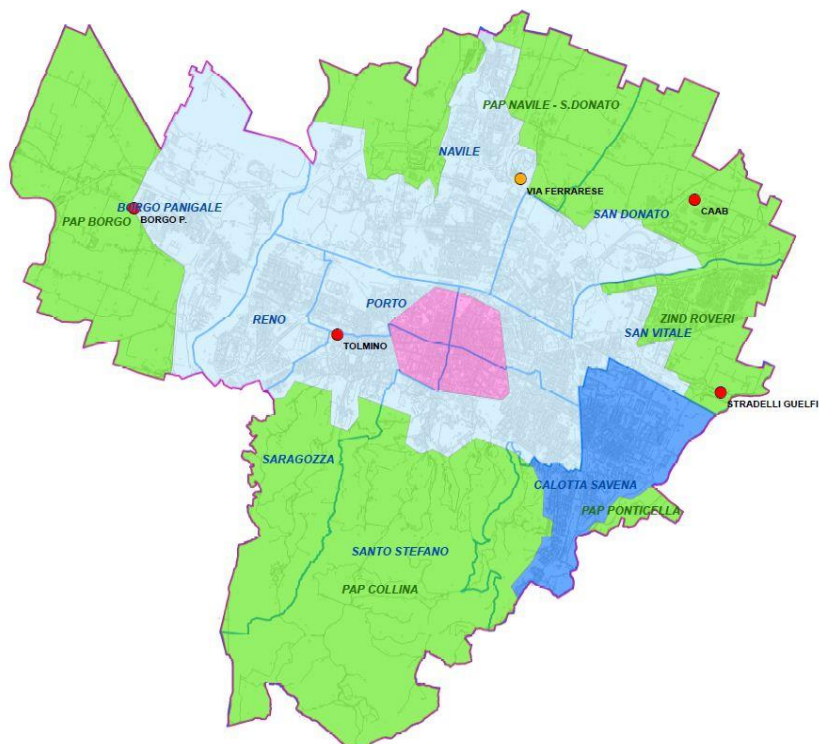 PAP NAVILE - S.DONATO
NAVILE
VIA FERRARESE
CAAB
BORGO PANIGALE
BORGO P.
PAP BORGO
SAN DONATO
PORTO
RENO
ZIND ROVERI
SAN VITALE
TOLMINO
STRADELLI GUELFI
SARAGOZZA
CALOTTA SAVENA
PAP PONTICELLA
SANTO STEFANO
PAP COLLINA